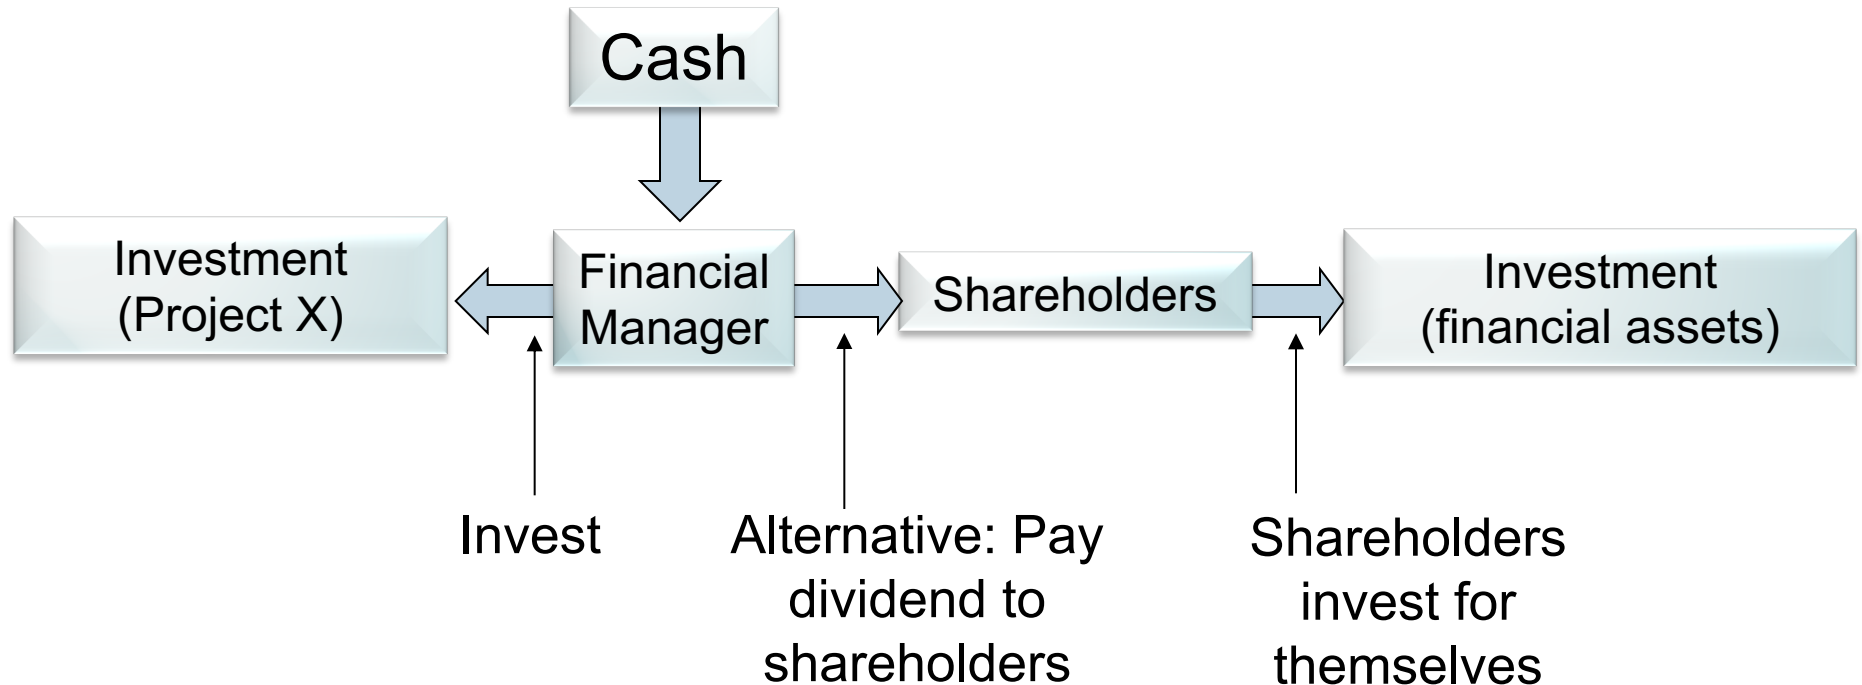 Cash
Investment
(Project X)
Financial
Manager
Shareholders
Investment
(financial assets)
Invest
Alternative: Pay
dividend to
shareholders
Shareholders
invest for
themselves